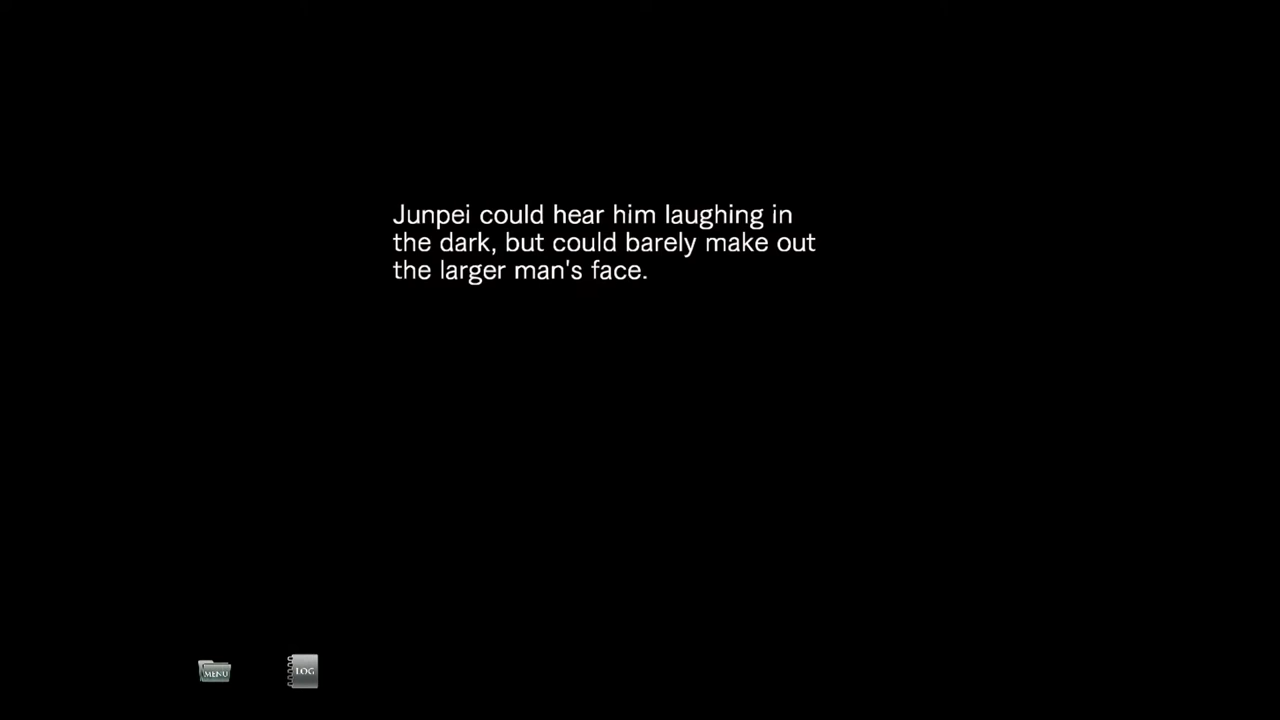 Junpei could hear him laughing in
the dark, but could barely make out
the larger man's face.
MENU
LOG